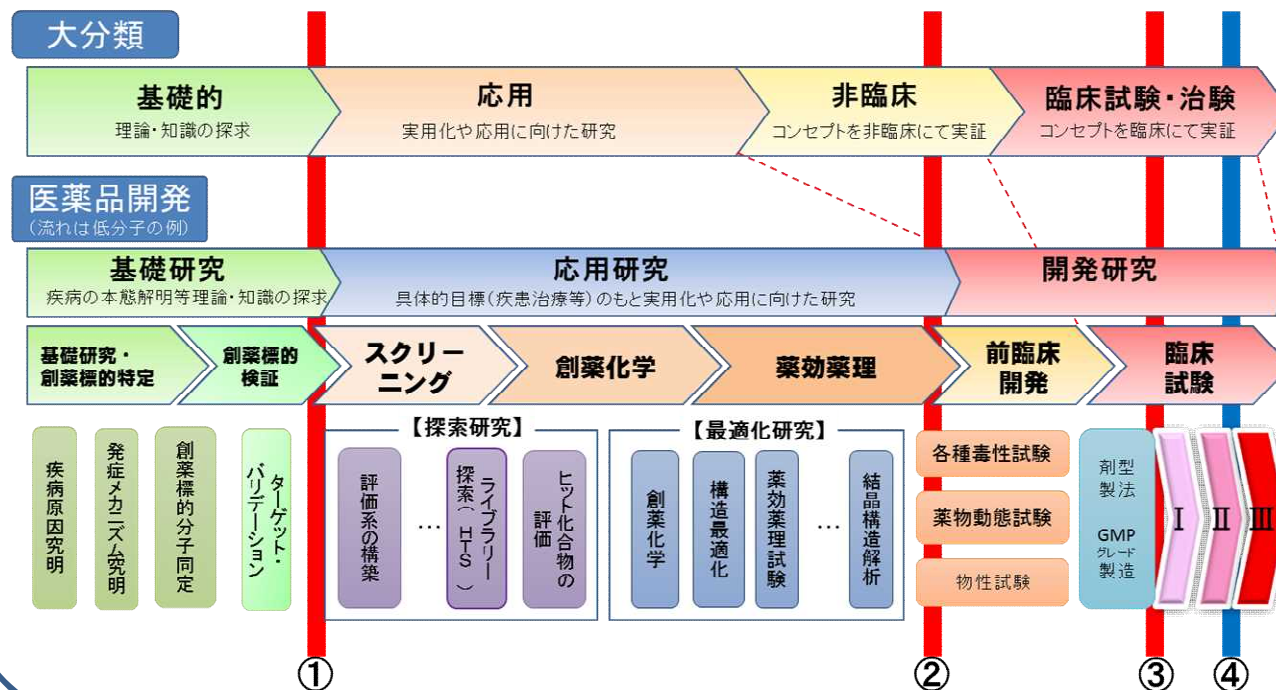 大分類
基礎的
理論・知識の探求
応用
実用化や応用に向けた研究
非臨床
コンセプトを非臨床にて実証
臨床試験・治験
コンセプトを臨床にて実証
医薬品開発
(流れは低分子の例)
基礎研究
疾病の本態解明等理論・知識の探求
応用研究
具体的目標(疾患治療等)のもと実用化や応用に向けた研究
開発研究
基礎研究・
創薬標的特定
創薬標的
検証
スクリー
ニング
創薬化学
薬効薬理
前臨床
開発
臨床
試験
【探索研究】
【最適化研究】
疾病原因究明
発症メカニズム究明
創薬標的分子同定
ターゲット・
バリデーション
評価系の構築
…
ライブラリー
探索(HTS)
ヒット化合物の
評価
創薬化学
構造最適化
薬効薬理試験
…
結晶構造解析
各種毒性試験
薬物動態試験
物性試験
剤型
製法
GMP
グレード
製造
Ⅰ
Ⅱ
Ⅲ
①
②
③
④